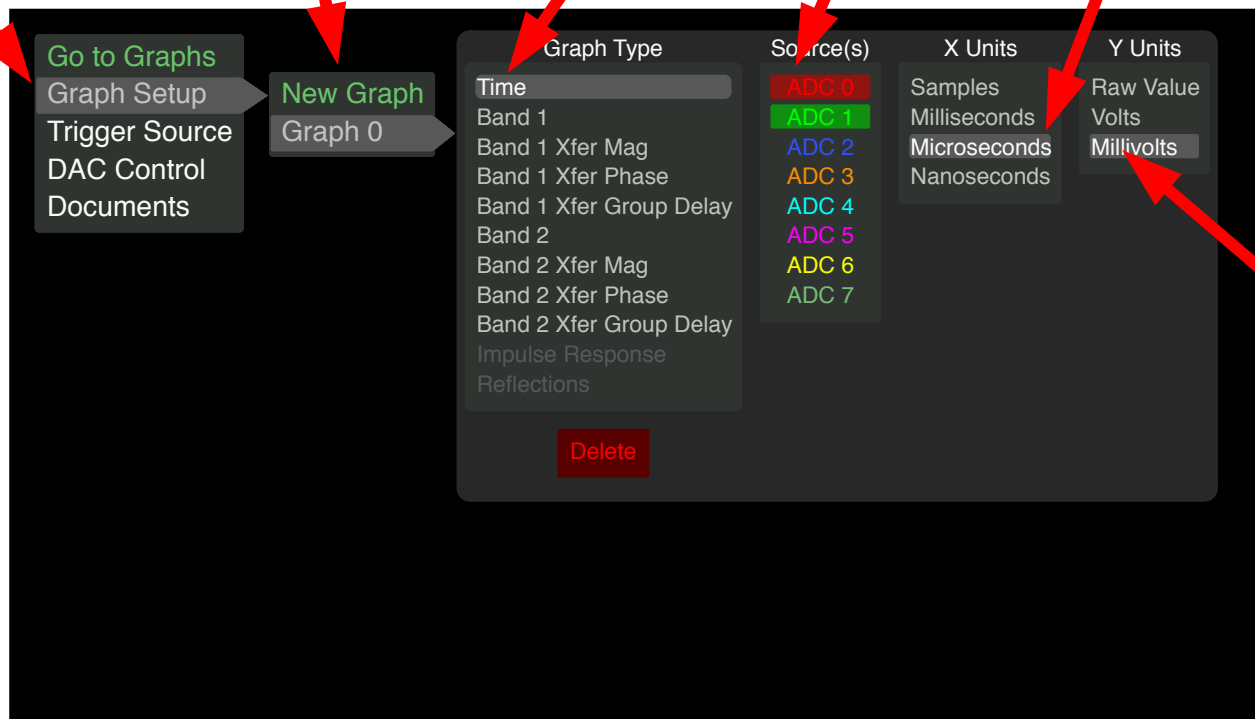 Go to Graphs
Graph Setup
Trigger Source
DAC Control
Documents
New Graph
Graph 0
Graph Type
Time
Band 1
Band 1 Xfer Mag
Band 1 Xfer Phase
Band 1 Xfer Group Delay
Band 2
Band 2 Xfer Mag
Band 2 Xfer Phase
Band 2 Xfer Group Delay
Impulse Response
Reflections
Delete
Source(s)
ADC 0
ADC 1
ADC 2
ADC 3
ADC 4
ADC 5
ADC 6
ADC 7
X Units
Samples
Milliseconds
Microseconds
Nanoseconds
Y Units
Raw Value
Volts
Millivolts